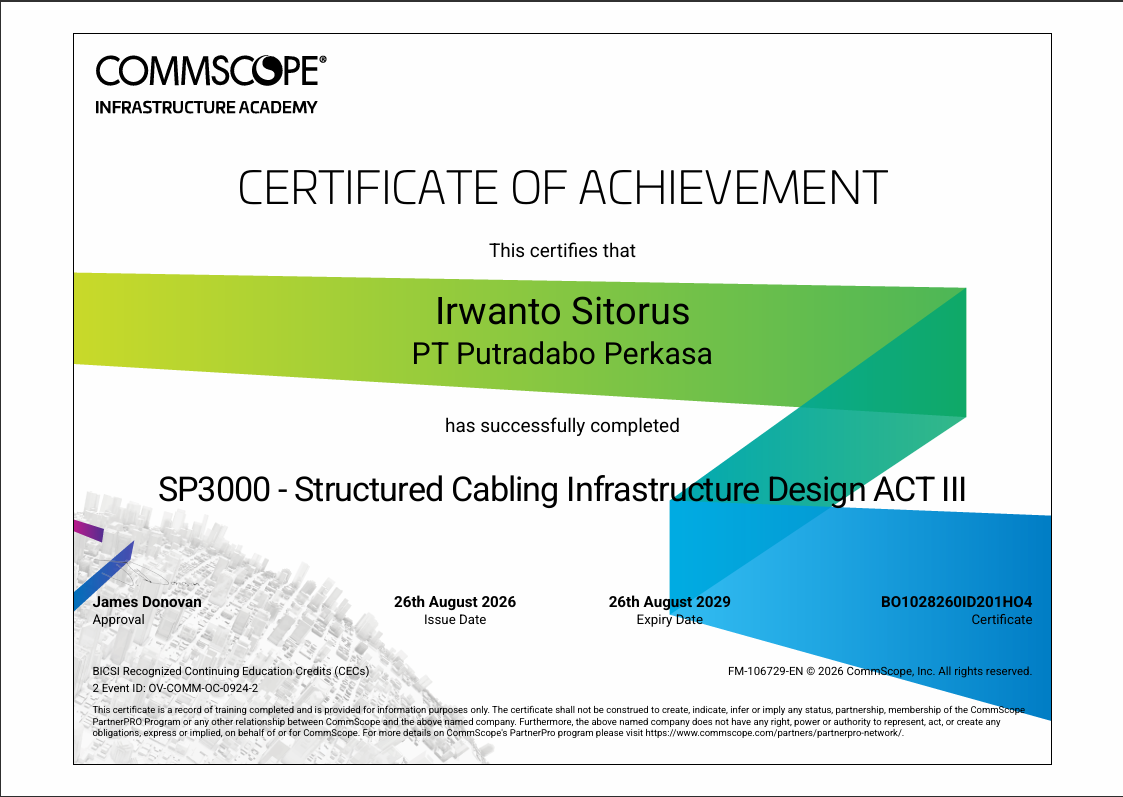 COMMSCOPE®
INFRASTRUCTURE ACADEMY
CERTIFICATE OF ACHIEVEMENT
This certifies that
Irwanto Sitorus
PT Putradabo Perkasa
has successfully completed
SP3000 - Structured Cabling Infrastructure Design ACT III
James Donovan
Approval
26th August 2026
Issue Date
26th August 2029
Expiry Date
BO1028260ID201HO4
Certificate
BICSI Recognized Continuing Education Credits (CECs)
2 Event ID: OV-COMM-OC-0924-2
FM-106729-EN © 2026 CommScope, Inc. All rights reserved.
This certificate is a record of training completed and is provided for information purposes only. The certificate shall not be construed to create, indicate, infer or imply any status, partnership, membership of the CommScope
PartnerPRO Program or any other relationship between CommScope and the above named company. Furthermore, the above named company does not have any right, power or authority to represent, act, or create any
obligations, express or implied, on behalf of or for CommScope. For more details on CommScope's PartnerPro program please visit https://www.commscope.com/partners/partnerpro-network/.